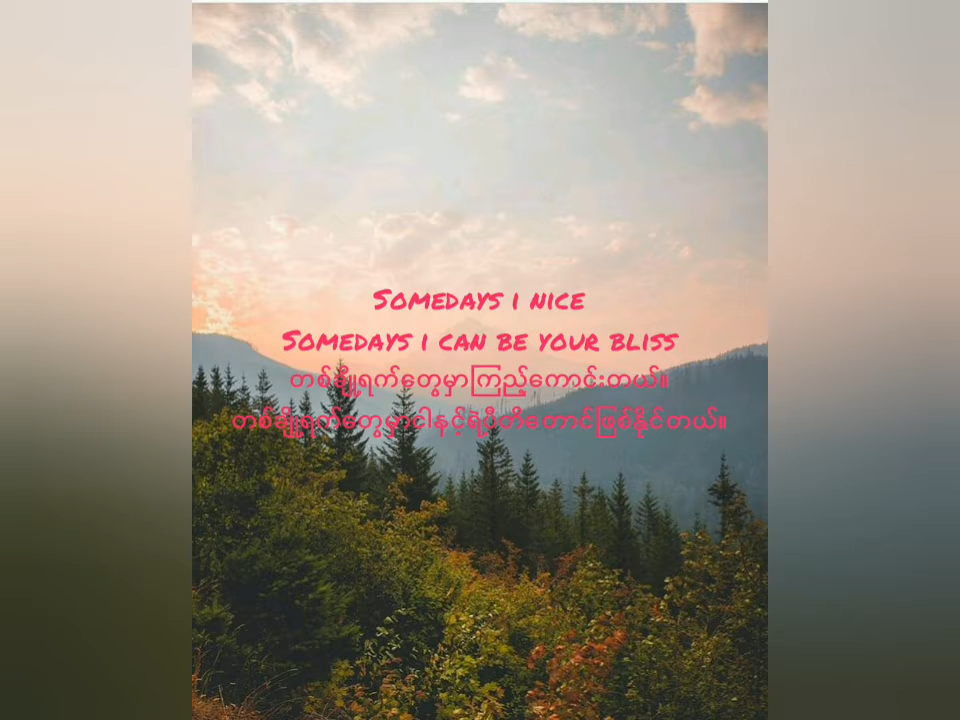 Somedays i nice
Somedays i can be your bliss
တစ်ချို့ရက်တွေမှာကြည့်ကောင်းတယ်။
တစ်ချို့ရက်တွေမှာငါနင့်ရဲ့ပီတိတောင်ဖြစ်နိုင်တယ်။